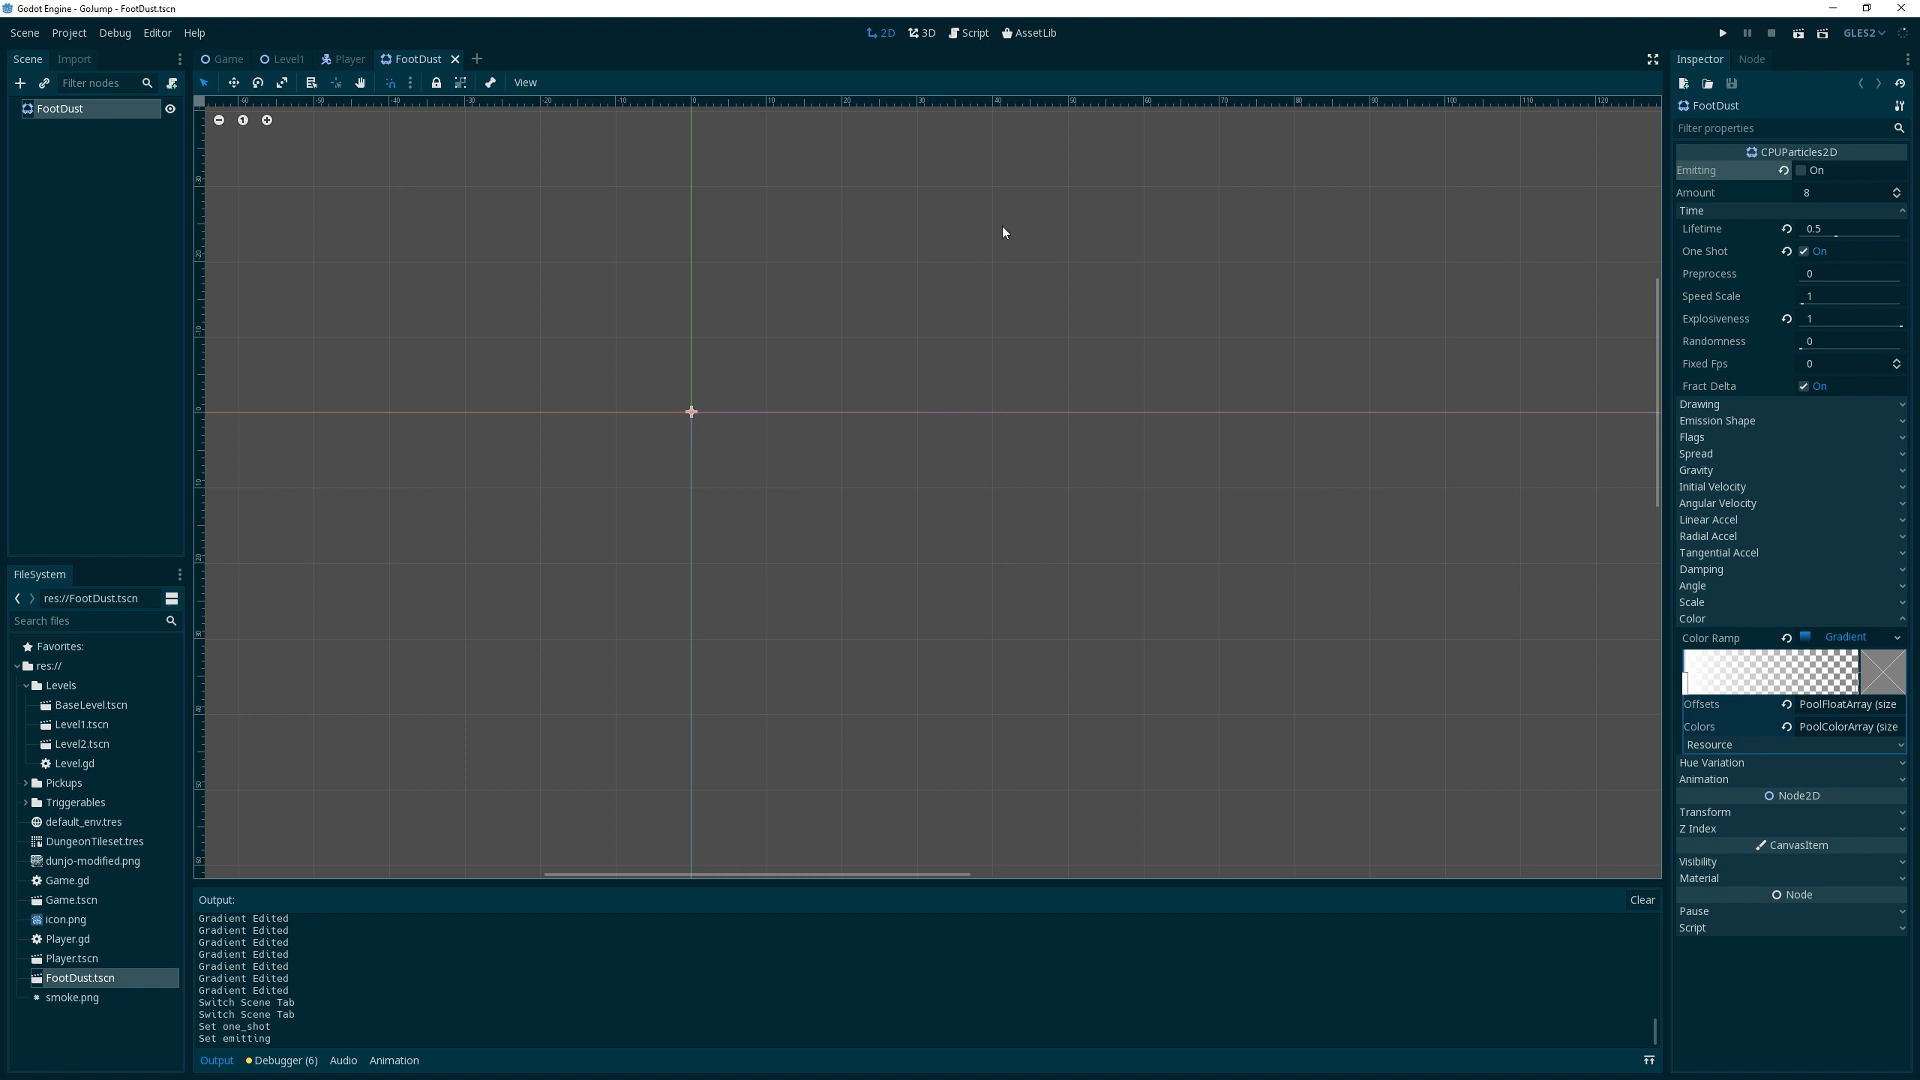 Godot Engine - GoJump - FootDust.tscn
Scene Project Debug Editor Help
2D 3D Script AssetLib
GLES2
Scene Import
Game Level1 Player FootDust
Inspector Node
Filter nodes
View
FootDust
FootDust
Filter properties
CPUParticles2D
Emitting On
Amount 8
Time
Lifetime 0.5
One Shot On
Preprocess 0
Speed Scale 1
Explosiveness 1
Randomness 0
Fixed Fps 0
Fract Delta On
Drawing
Emission Shape
Flags
Spread
Gravity
Initial Velocity
Angular Velocity
Linear Accel
Radial Accel
Tangential Accel
Damping
Angle
Scale
Color
Color Ramp Gradient
Offsets PoolFloatArray (size
Colors PoolColorArray (size
Resource
Hue Variation
Animation
Node2D
Transform
Z Index
CanvasItem
Visibility
Material
Node
Pause
Script
FileSystem
res://FootDust.tscn
Search files
Favorites:
res://
Levels
BaseLevel.tscn
Level1.tscn
Level2.tscn
Level.gd
Pickups
Triggerables
default_env.tres
DungeonTileset.tres
dunjo-modified.png
Game.gd
Game.tscn
icon.png
Player.gd
Player.tscn
FootDust.tscn
smoke.png
Output:
Clear
Gradient Edited
Gradient Edited
Gradient Edited
Gradient Edited
Gradient Edited
Gradient Edited
Gradient Edited
Switch Scene Tab
Switch Scene Tab
Set one_shot
Set emitting
Output Debugger (6) Audio Animation